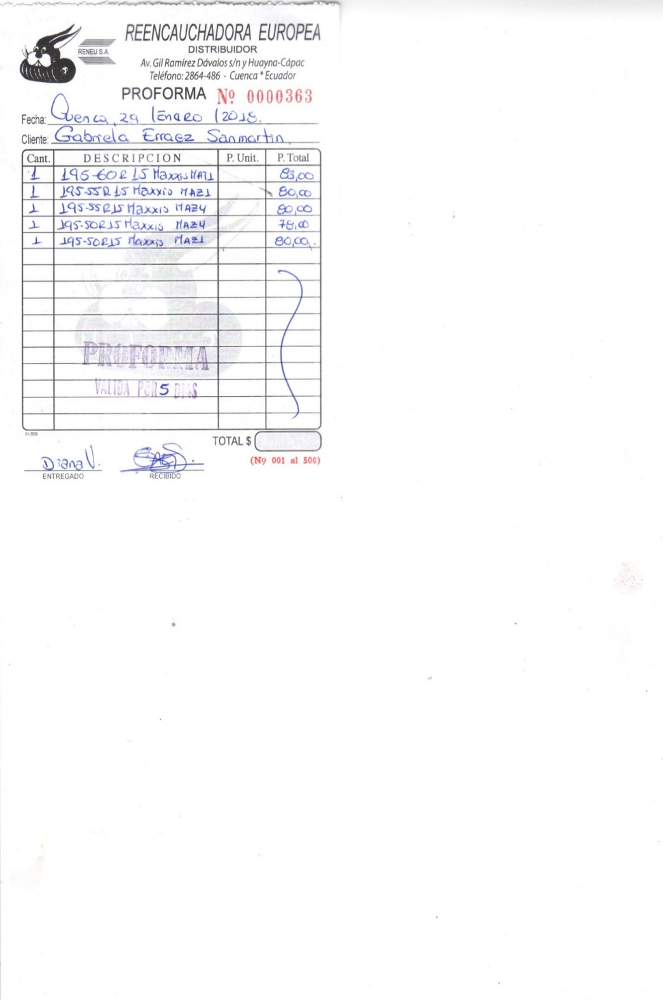 REENCAUCHADORA EUROPEA
RENEU S.A.
DISTRIBUIDOR
Av. Gil Ramírez Dávalos s/n y Huayna-Cápac
Teléfono: 2864-486 - Cuenca * Ecuador
PROFORMA Nº 0000363
Fecha: Cuenca, 29 /Enero /2018.
Cliente: Gabriela Erraez Sanmartin
Cant. DESCRIPCION P. Unit. P. Total
1 195-60R15 Maxxis MAT1 83,00
1 195-55R15 Maxxis MAZ1 80,00
1 195-55R15 Maxxis MAZ4 80,00
1 195-50R15 Maxxis MAZ4 78,00
1 195-50R15 Maxxis MAZ1 80,00.
PROFORMA
VALIDA POR 5 DIAS
01-2009
TOTAL $
(Nº 001 al 500)
Diana V.
ENTREGADO RECIBIDO